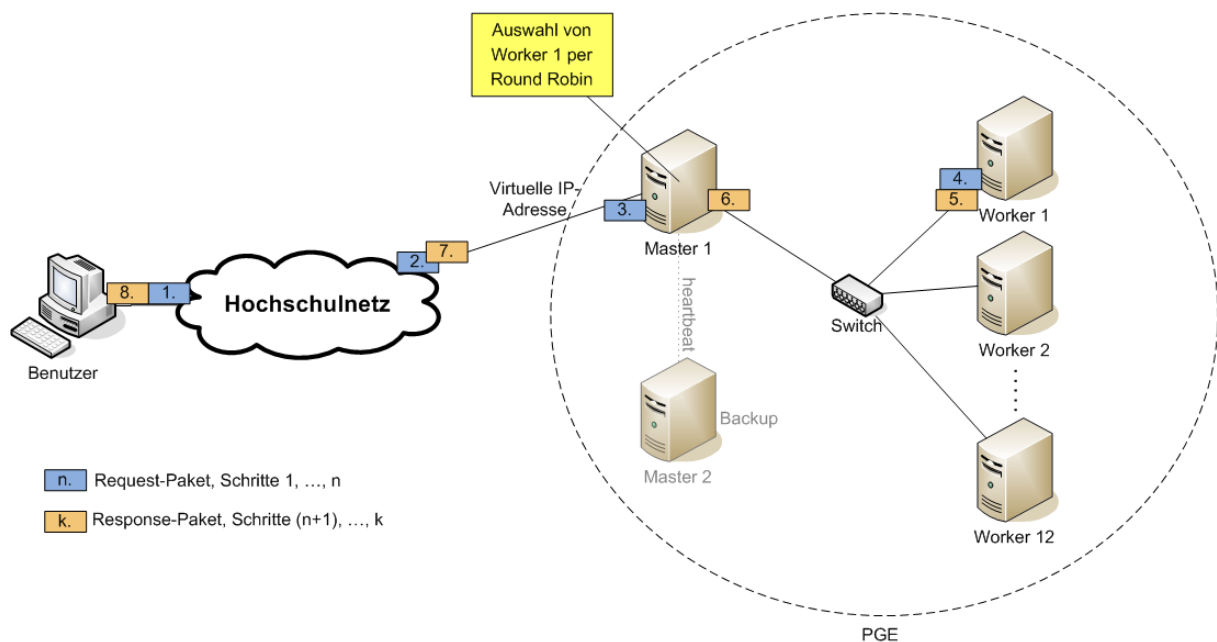 Auswahl von
Worker 1 per
Round Robin
Virtuelle IP-
Adresse
3.
6.
Master 1
4.
5.
Worker 1
2.
7.
8.
1.
Hochschulnetz
Benutzer
heartbeat
Switch
Worker 2
Backup
Master 2
Worker 12
n. Request-Paket, Schritte 1, …, n
k. Response-Paket, Schritte (n+1), …, k
PGE